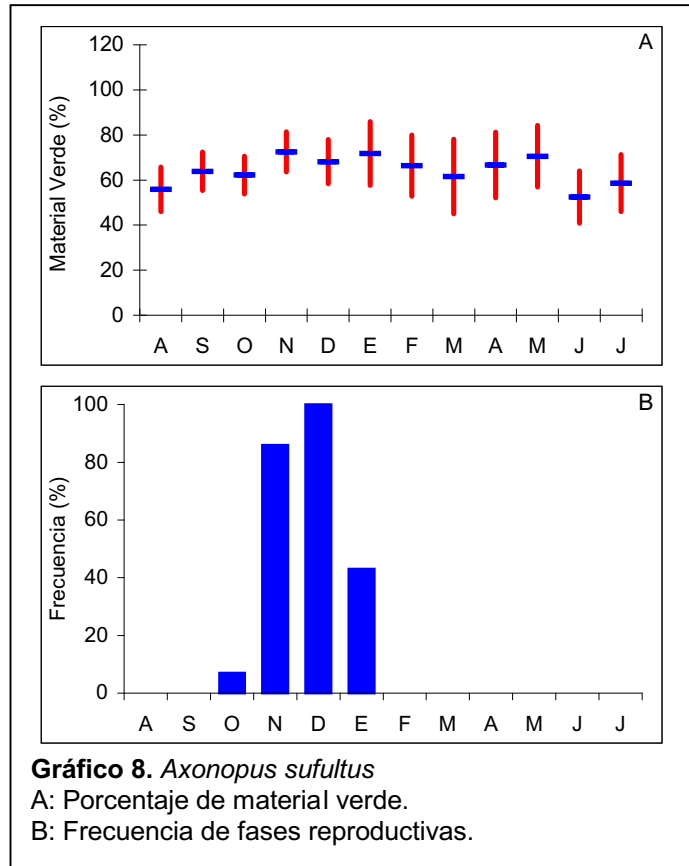 A
Material Verde (%)
120
100
80
60
40
20
0
A S O N D E F M A M J J
B
Frecuencia (%)
100
80
60
40
20
0
A S O N D E F M A M J J
Gráfico 8. Axonopus sufultus
A: Porcentaje de material verde.
B: Frecuencia de fases reproductivas.